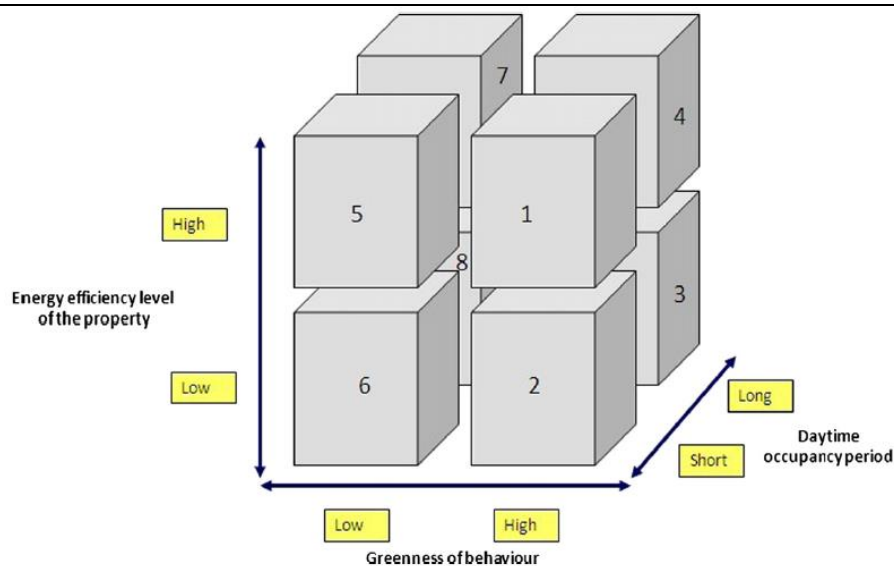 7
4
5
1
High
8
3
Energy efficiency level
of the property
Low
6
2
Long
Daytime
occupancy period
Short
Low
High
Greenness of behaviour